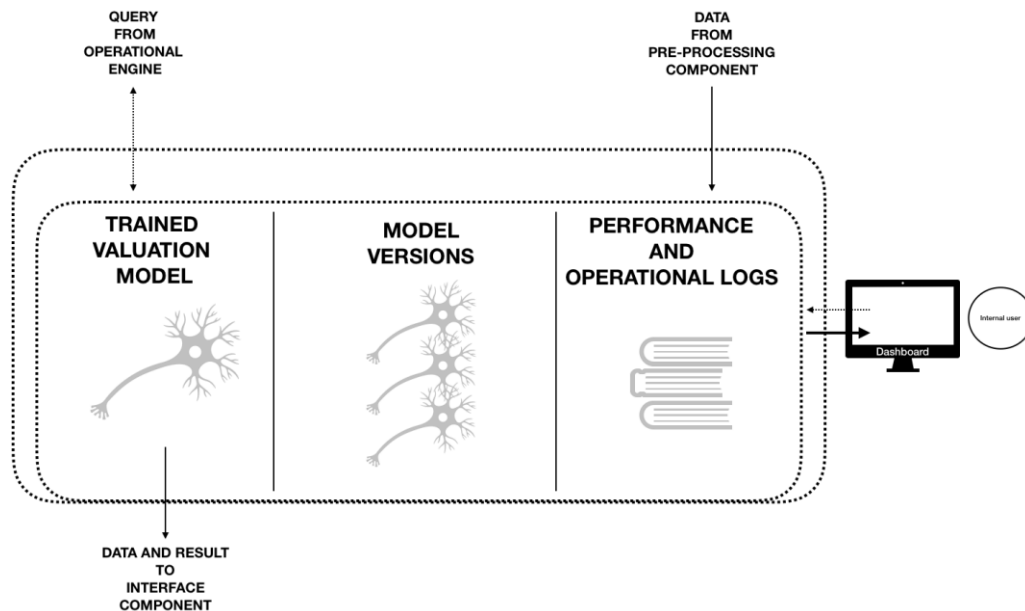 QUERY
FROM
OPERATIONAL
ENGINE
DATA
FROM
PRE-PROCESSING
COMPONENT
TRAINED
VALUATION
MODEL
MODEL
VERSIONS
PERFORMANCE
AND
OPERATIONAL LOGS
Dashboard
Internal user
DATA AND RESULT
TO
INTERFACE
COMPONENT